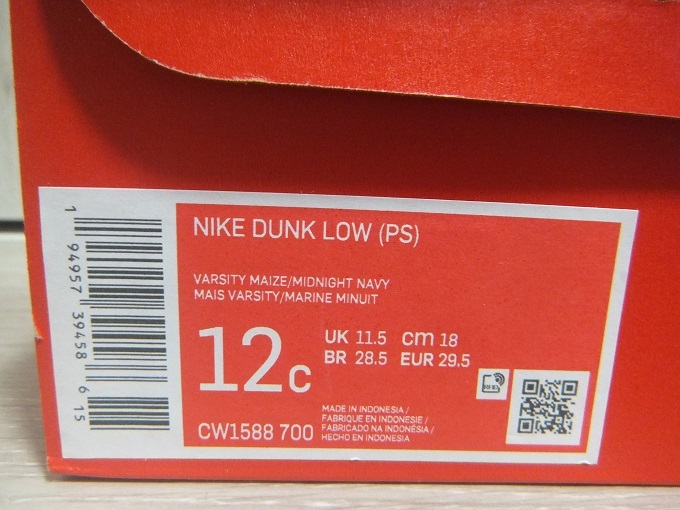 NIKE DUNK LOW (PS)
VARSITY MAIZE/MIDNIGHT NAVY
MAIS VARSITY/MARINE MINUIT
12C
UK 11.5 cm 18
BR 28.5 EUR 29.5
CW1588 700
MADE IN INDONESIA /
FABRIQUE EN INDONESIE /
FABRICADO NA INDONÉSIA /
HECHO EN INDONESIA
RFID
1 94957 39458 6 15